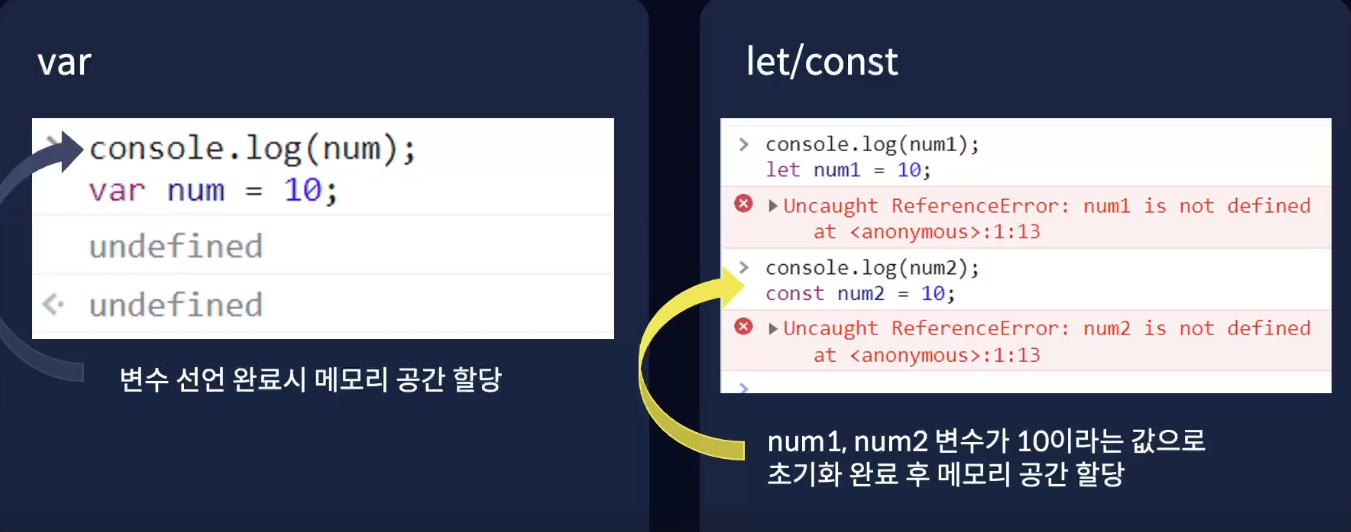 var
console.log(num);
var num = 10;
undefined
undefined
변수 선언 완료시 메모리 공간 할당
let/const
console.log(num1);
let num1 = 10;
Uncaught ReferenceError: num1 is not defined
at <anonymous>:1:13
console.log(num2);
const num2 = 10;
Uncaught ReferenceError: num2 is not defined
at <anonymous>:1:13
num1, num2 변수가 10이라는 값으로
초기화 완료 후 메모리 공간 할당